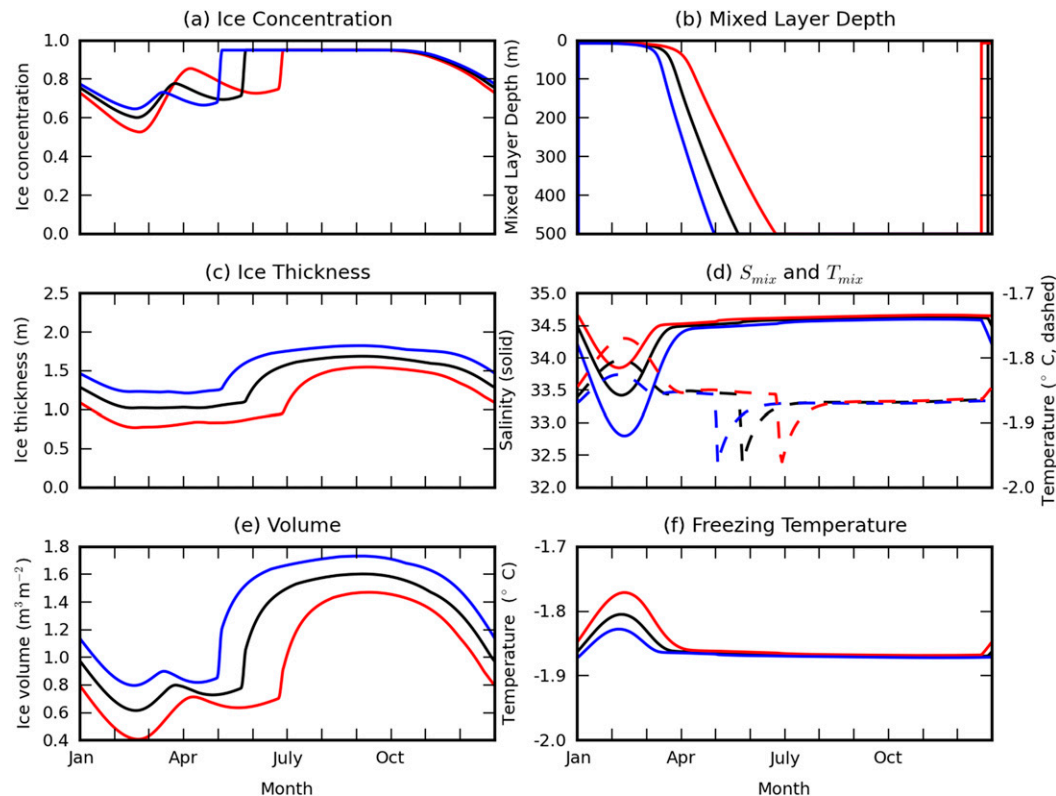 (a) Ice Concentration
1.0
0.8
0.6
0.4
0.2
0.0
Ice concentration
(b) Mixed Layer Depth
0
100
200
300
400
500
Mixed Layer Depth (m)
(c) Ice Thickness
2.5
2.0
1.5
1.0
0.5
0.0
Ice thickness (m)
(d) S_mix and T_mix
35.0
34.5
34.0
33.5
33.0
32.5
32.0
Salinity (solid)
-1.7
-1.8
-1.9
-2.0
Temperature (° C, dashed)
(e) Volume
1.8
1.6
1.4
1.2
1.0
0.8
0.6
0.4
Ice volume (m³ m⁻²)
Jan Apr July Oct
Month
(f) Freezing Temperature
-1.7
-1.8
-1.9
-2.0
Temperature (° C)
Jan Apr July Oct
Month